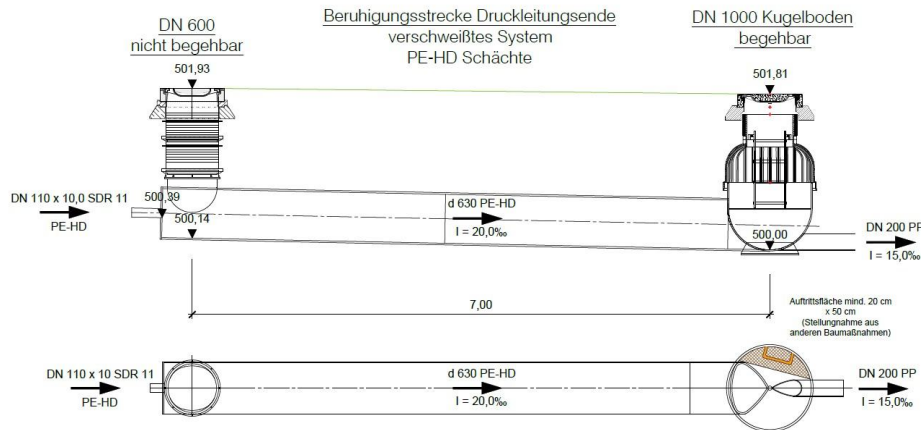 DN 600
nicht begehbar
Beruhigungsstrecke Druckleitungsende
verschweißtes System
PE-HD Schächte
DN 1000 Kugelboden
begehbar
501,93
501,81
DN 110 x 10,0 SDR 11
PE-HD
500,39
500,14
d 630 PE-HD
I = 20,0‰
500,00
DN 200 PP
I = 15,0‰
7,00
Auftrittsfläche mind. 20 cm
x 50 cm
(Stellungnahme aus
anderen Baumaßnahmen)
DN 110 x 10 SDR 11
PE-HD
d 630 PE-HD
I = 20,0‰
DN 200 PP
I = 15,0‰